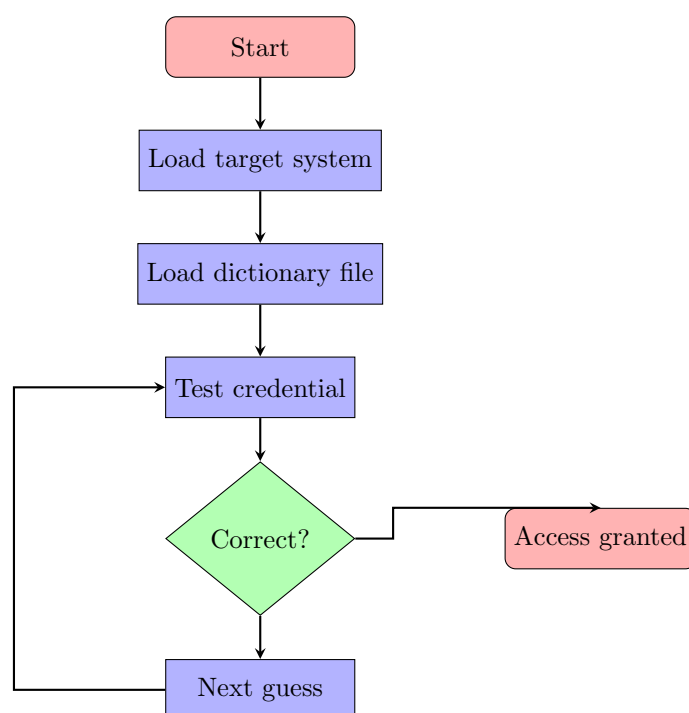 Start
Load target system
Load dictionary file
Test credential
Correct?
Access granted
Next guess